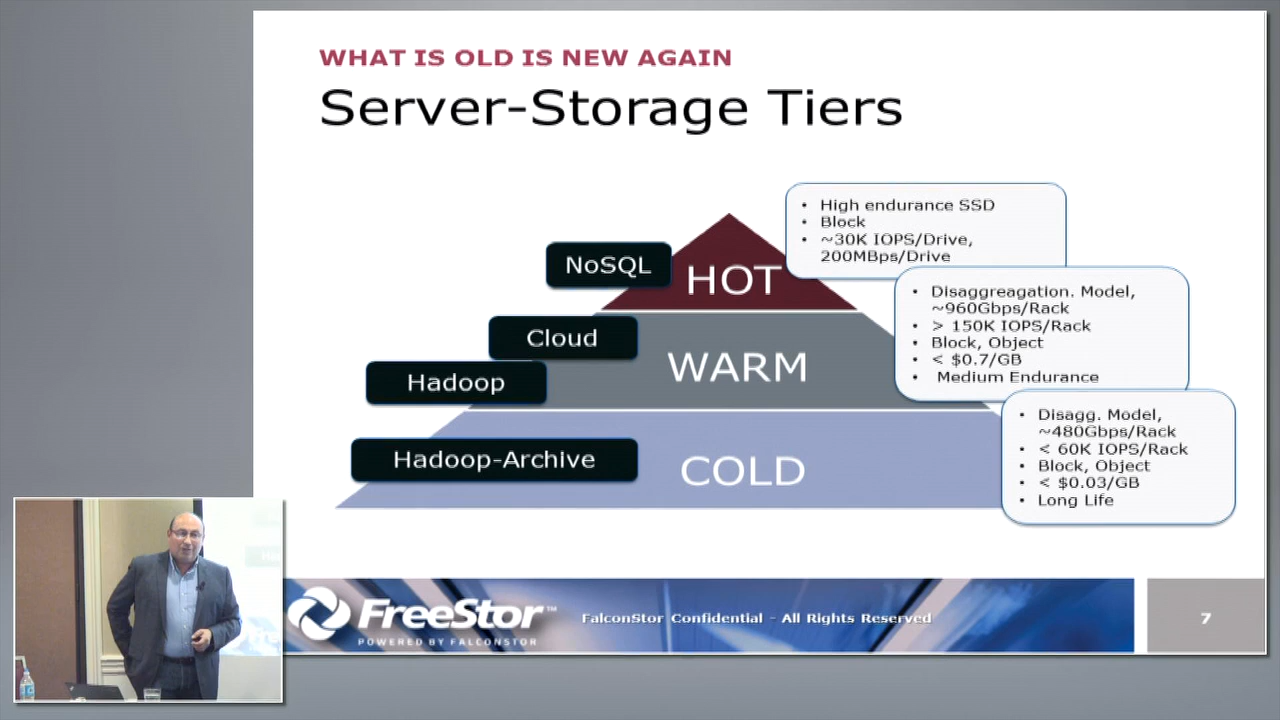 WHAT IS OLD IS NEW AGAIN
Server-Storage Tiers
• High endurance SSD
• Block
• ~30K IOPS/Drive,
200MBps/Drive
NoSQL
HOT
• Disaggreagation. Model,
~960Gbps/Rack
• > 150K IOPS/Rack
• Block, Object
• < $0.7/GB
• Medium Endurance
Cloud
WARM
Hadoop
• Disagg. Model,
~480Gbps/Rack
• < 60K IOPS/Rack
• Block, Object
• < $0.03/GB
• Long Life
Hadoop-Archive
COLD
FreeStor™
POWERED BY FALCONSTOR
FalconStor Confidential - All Rights Reserved
7